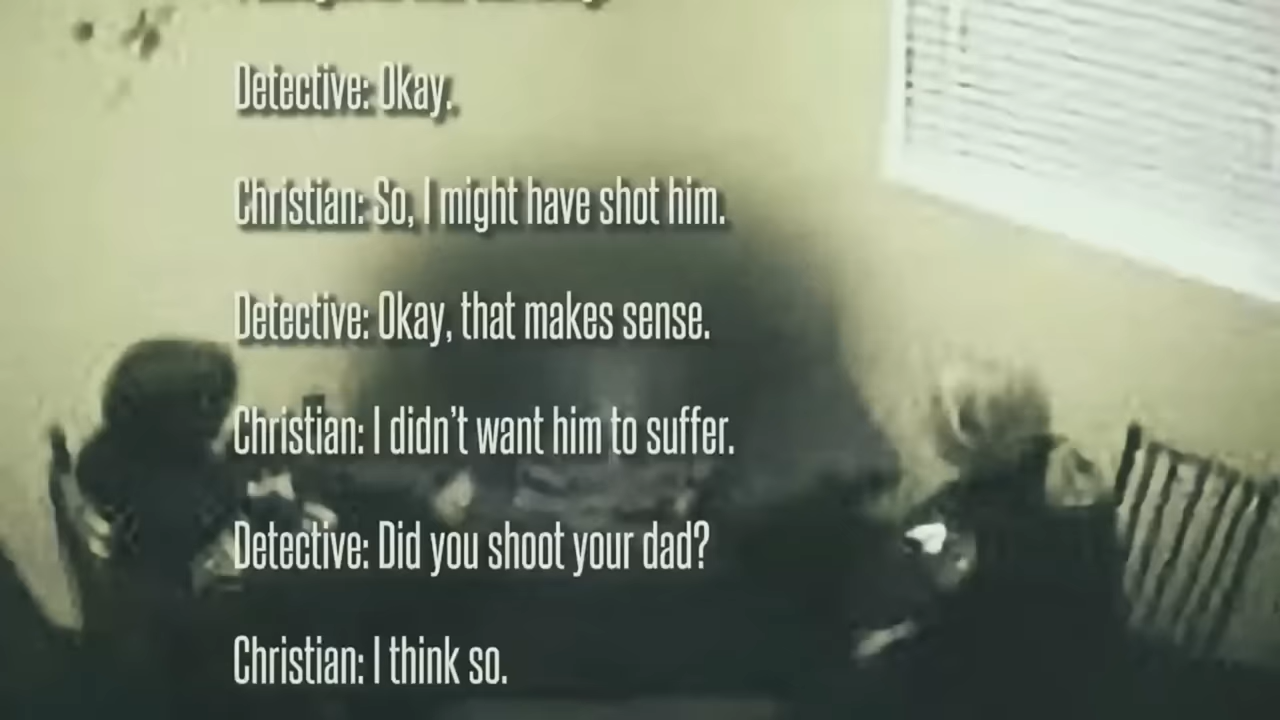 Detective: Okay.
Christian: So, I might have shot him.
Detective: Okay, that makes sense.
Christian: I didn't want him to suffer.
Detective: Did you shoot your dad?
Christian: I think so.